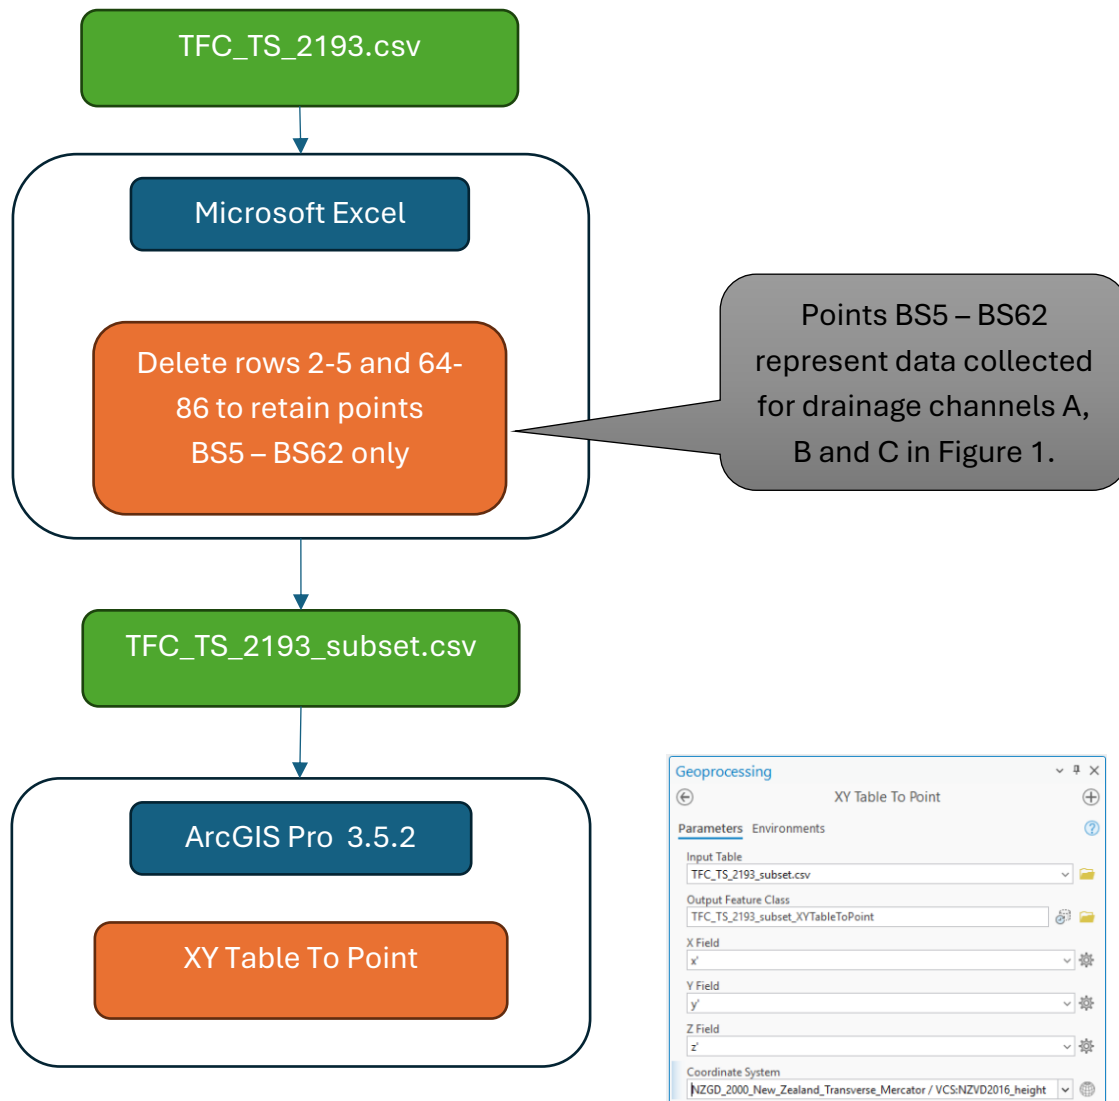 TFC_TS_2193.csv
Microsoft Excel
Delete rows 2-5 and 64-
86 to retain points
BS5 – BS62 only
Points BS5 – BS62
represent data collected
for drainage channels A,
B and C in Figure 1.
TFC_TS_2193_subset.csv
ArcGIS Pro 3.5.2
XY Table To Point
Geoprocessing
XY Table To Point
Parameters Environments
Input Table
TFC_TS_2193_subset.csv
Output Feature Class
TFC_TS_2193_subset_XYTableToPoint
X Field
x'
Y Field
y'
Z Field
z'
Coordinate System
NZGD_2000_New_Zealand_Transverse_Mercator / VCS:NZVD2016_height